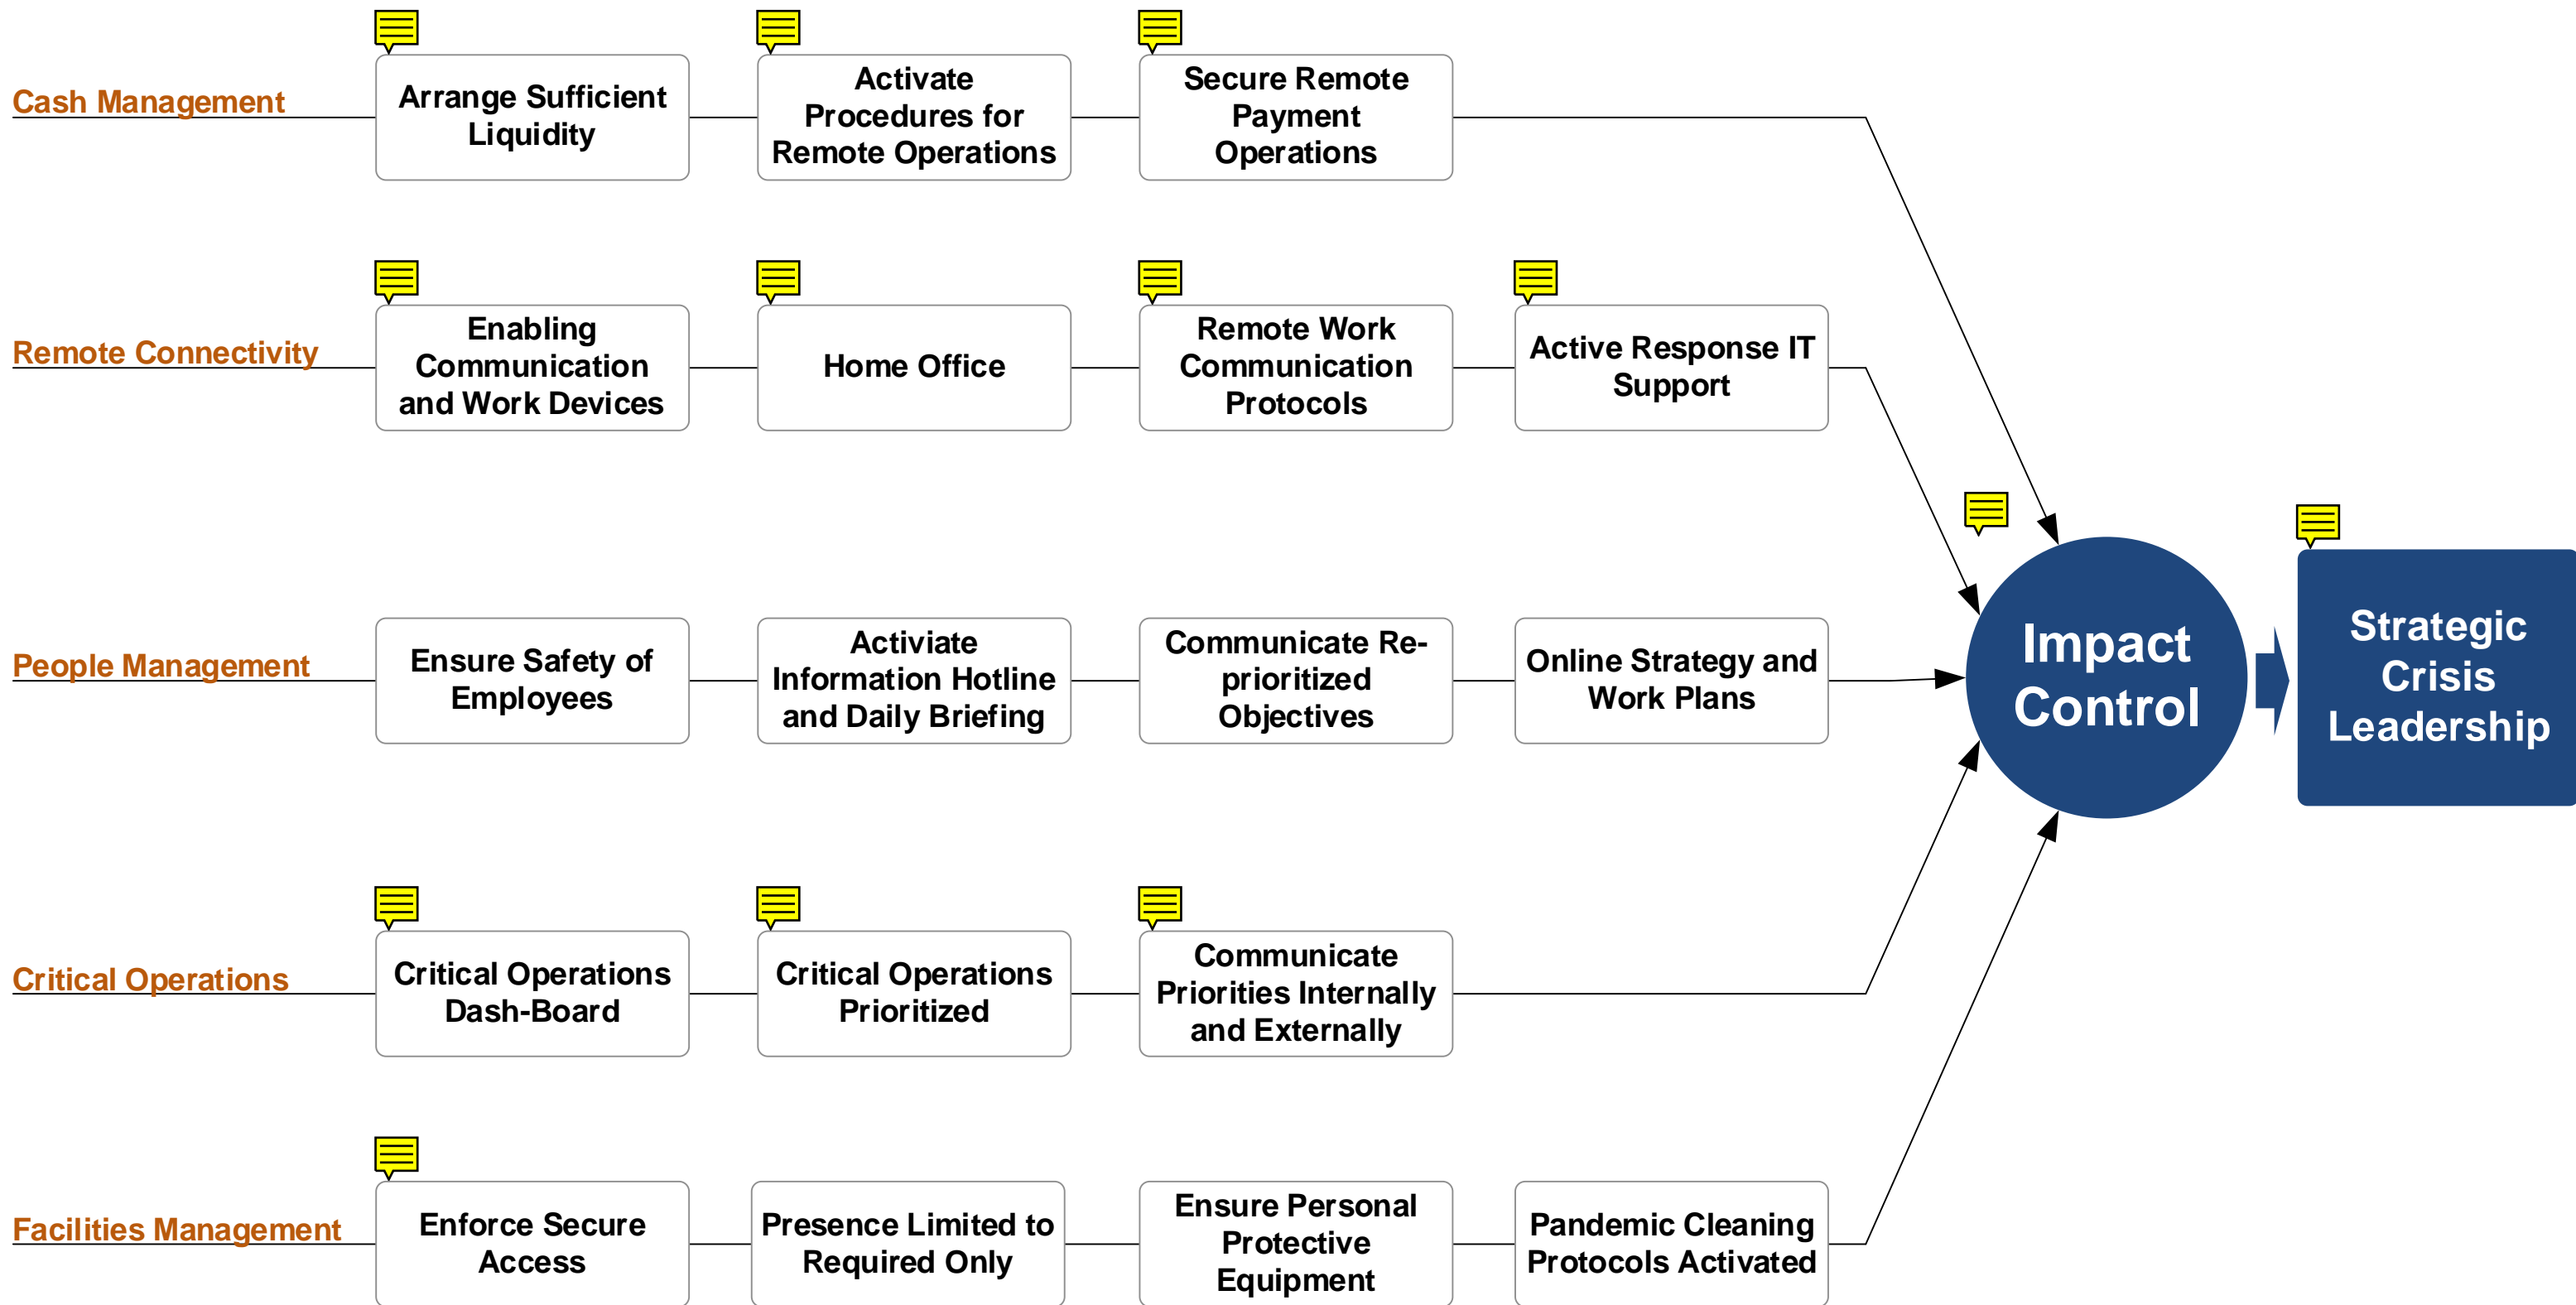 Cash Management
Arrange Sufficient
Liquidity
Activate
Procedures for
Remote Operations
Secure Remote
Payment
Operations
Remote Connectivity
Enabling
Communication
and Work Devices
Home Office
Remote Work
Communication
Protocols
Active Response IT
Support
People Management
Ensure Safety of
Employees
Activiate
Information Hotline
and Daily Briefing
Communicate Re-
prioritized
Objectives
Online Strategy and
Work Plans
Impact
Control
Strategic
Crisis
Leadership
Critical Operations
Critical Operations
Dash-Board
Critical Operations
Prioritized
Communicate
Priorities Internally
and Externally
Facilities Management
Enforce Secure
Access
Presence Limited to
Required Only
Ensure Personal
Protective
Equipment
Pandemic Cleaning
Protocols Activated